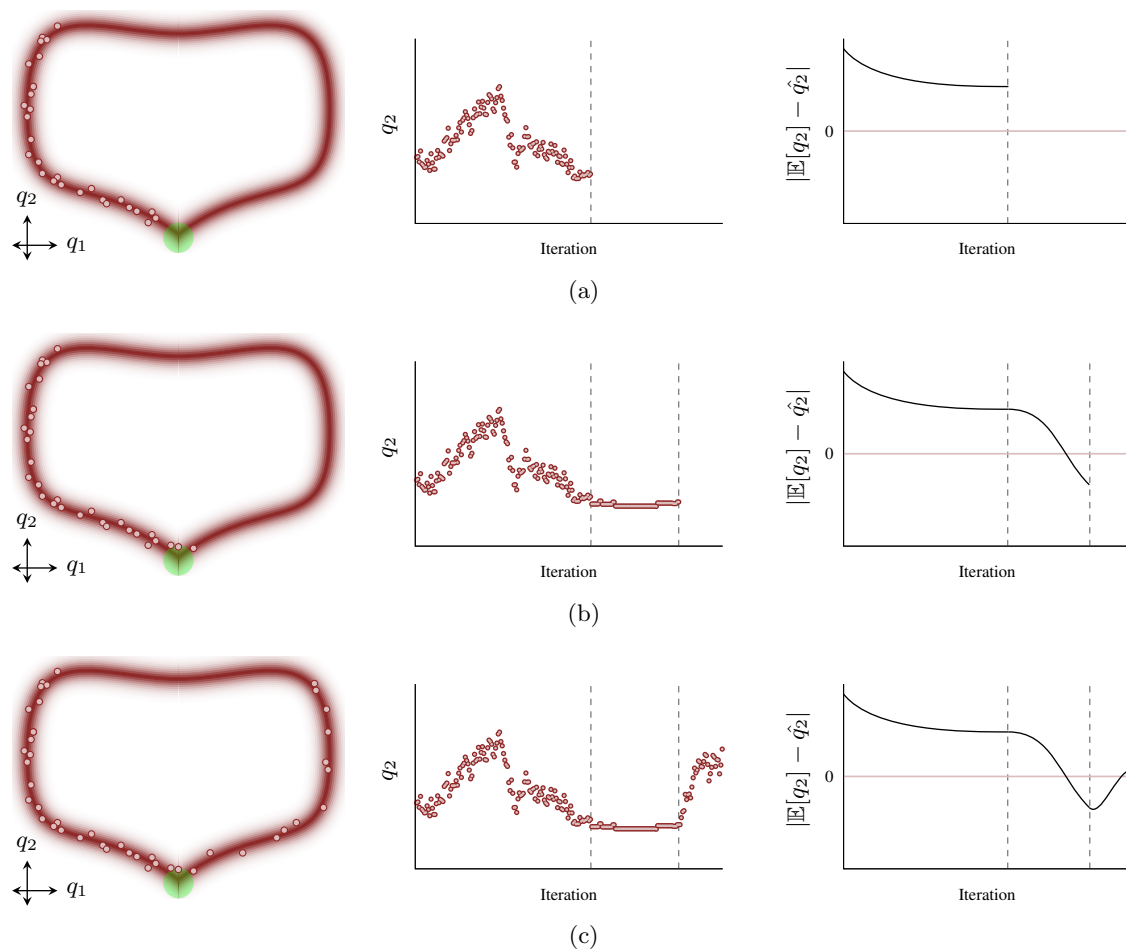 q₂
q₁
q₂
Iteration
|𝔼[q₂] − q̂₂|
0
Iteration
(a)
q₂
q₁
q₂
Iteration
|𝔼[q₂] − q̂₂|
0
Iteration
(b)
q₂
q₁
q₂
Iteration
|𝔼[q₂] − q̂₂|
0
Iteration
(c)